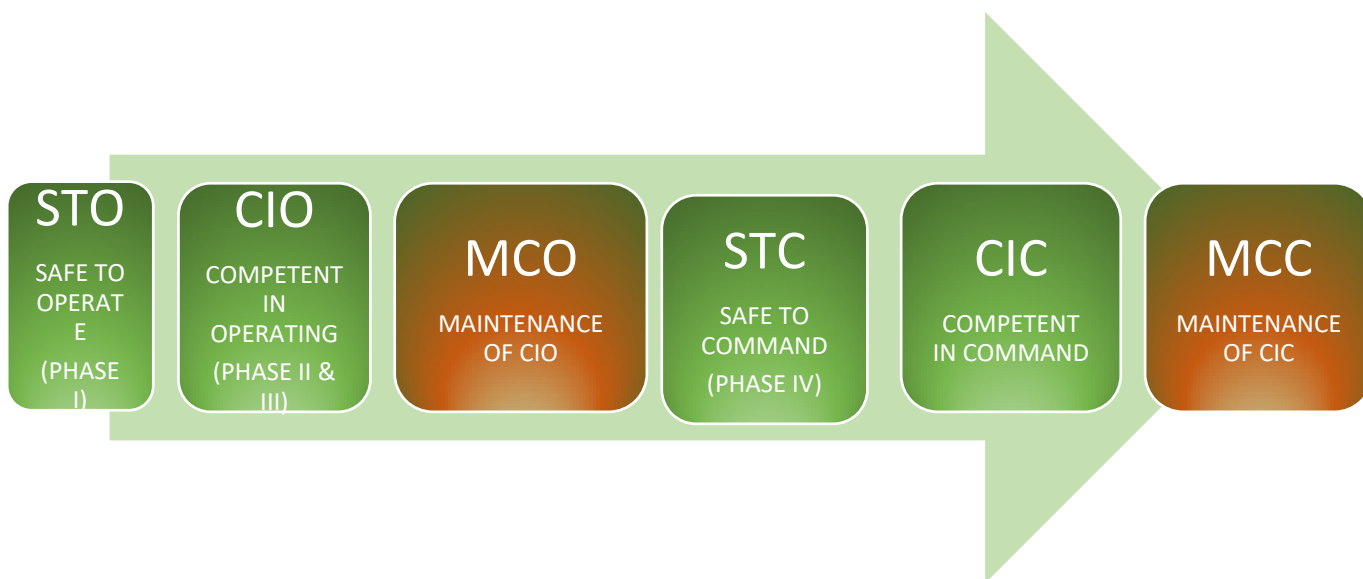 STO
SAFE TO
OPERAT
E
(PHASE
I)
CIO
COMPETENT
IN
OPERATING
(PHASE II &
III)
MCO
MAINTENANCE
OF CIO
STC
SAFE TO
COMMAND
(PHASE IV)
CIC
COMPETENT
IN COMMAND
MCC
MAINTENANCE
OF CIC